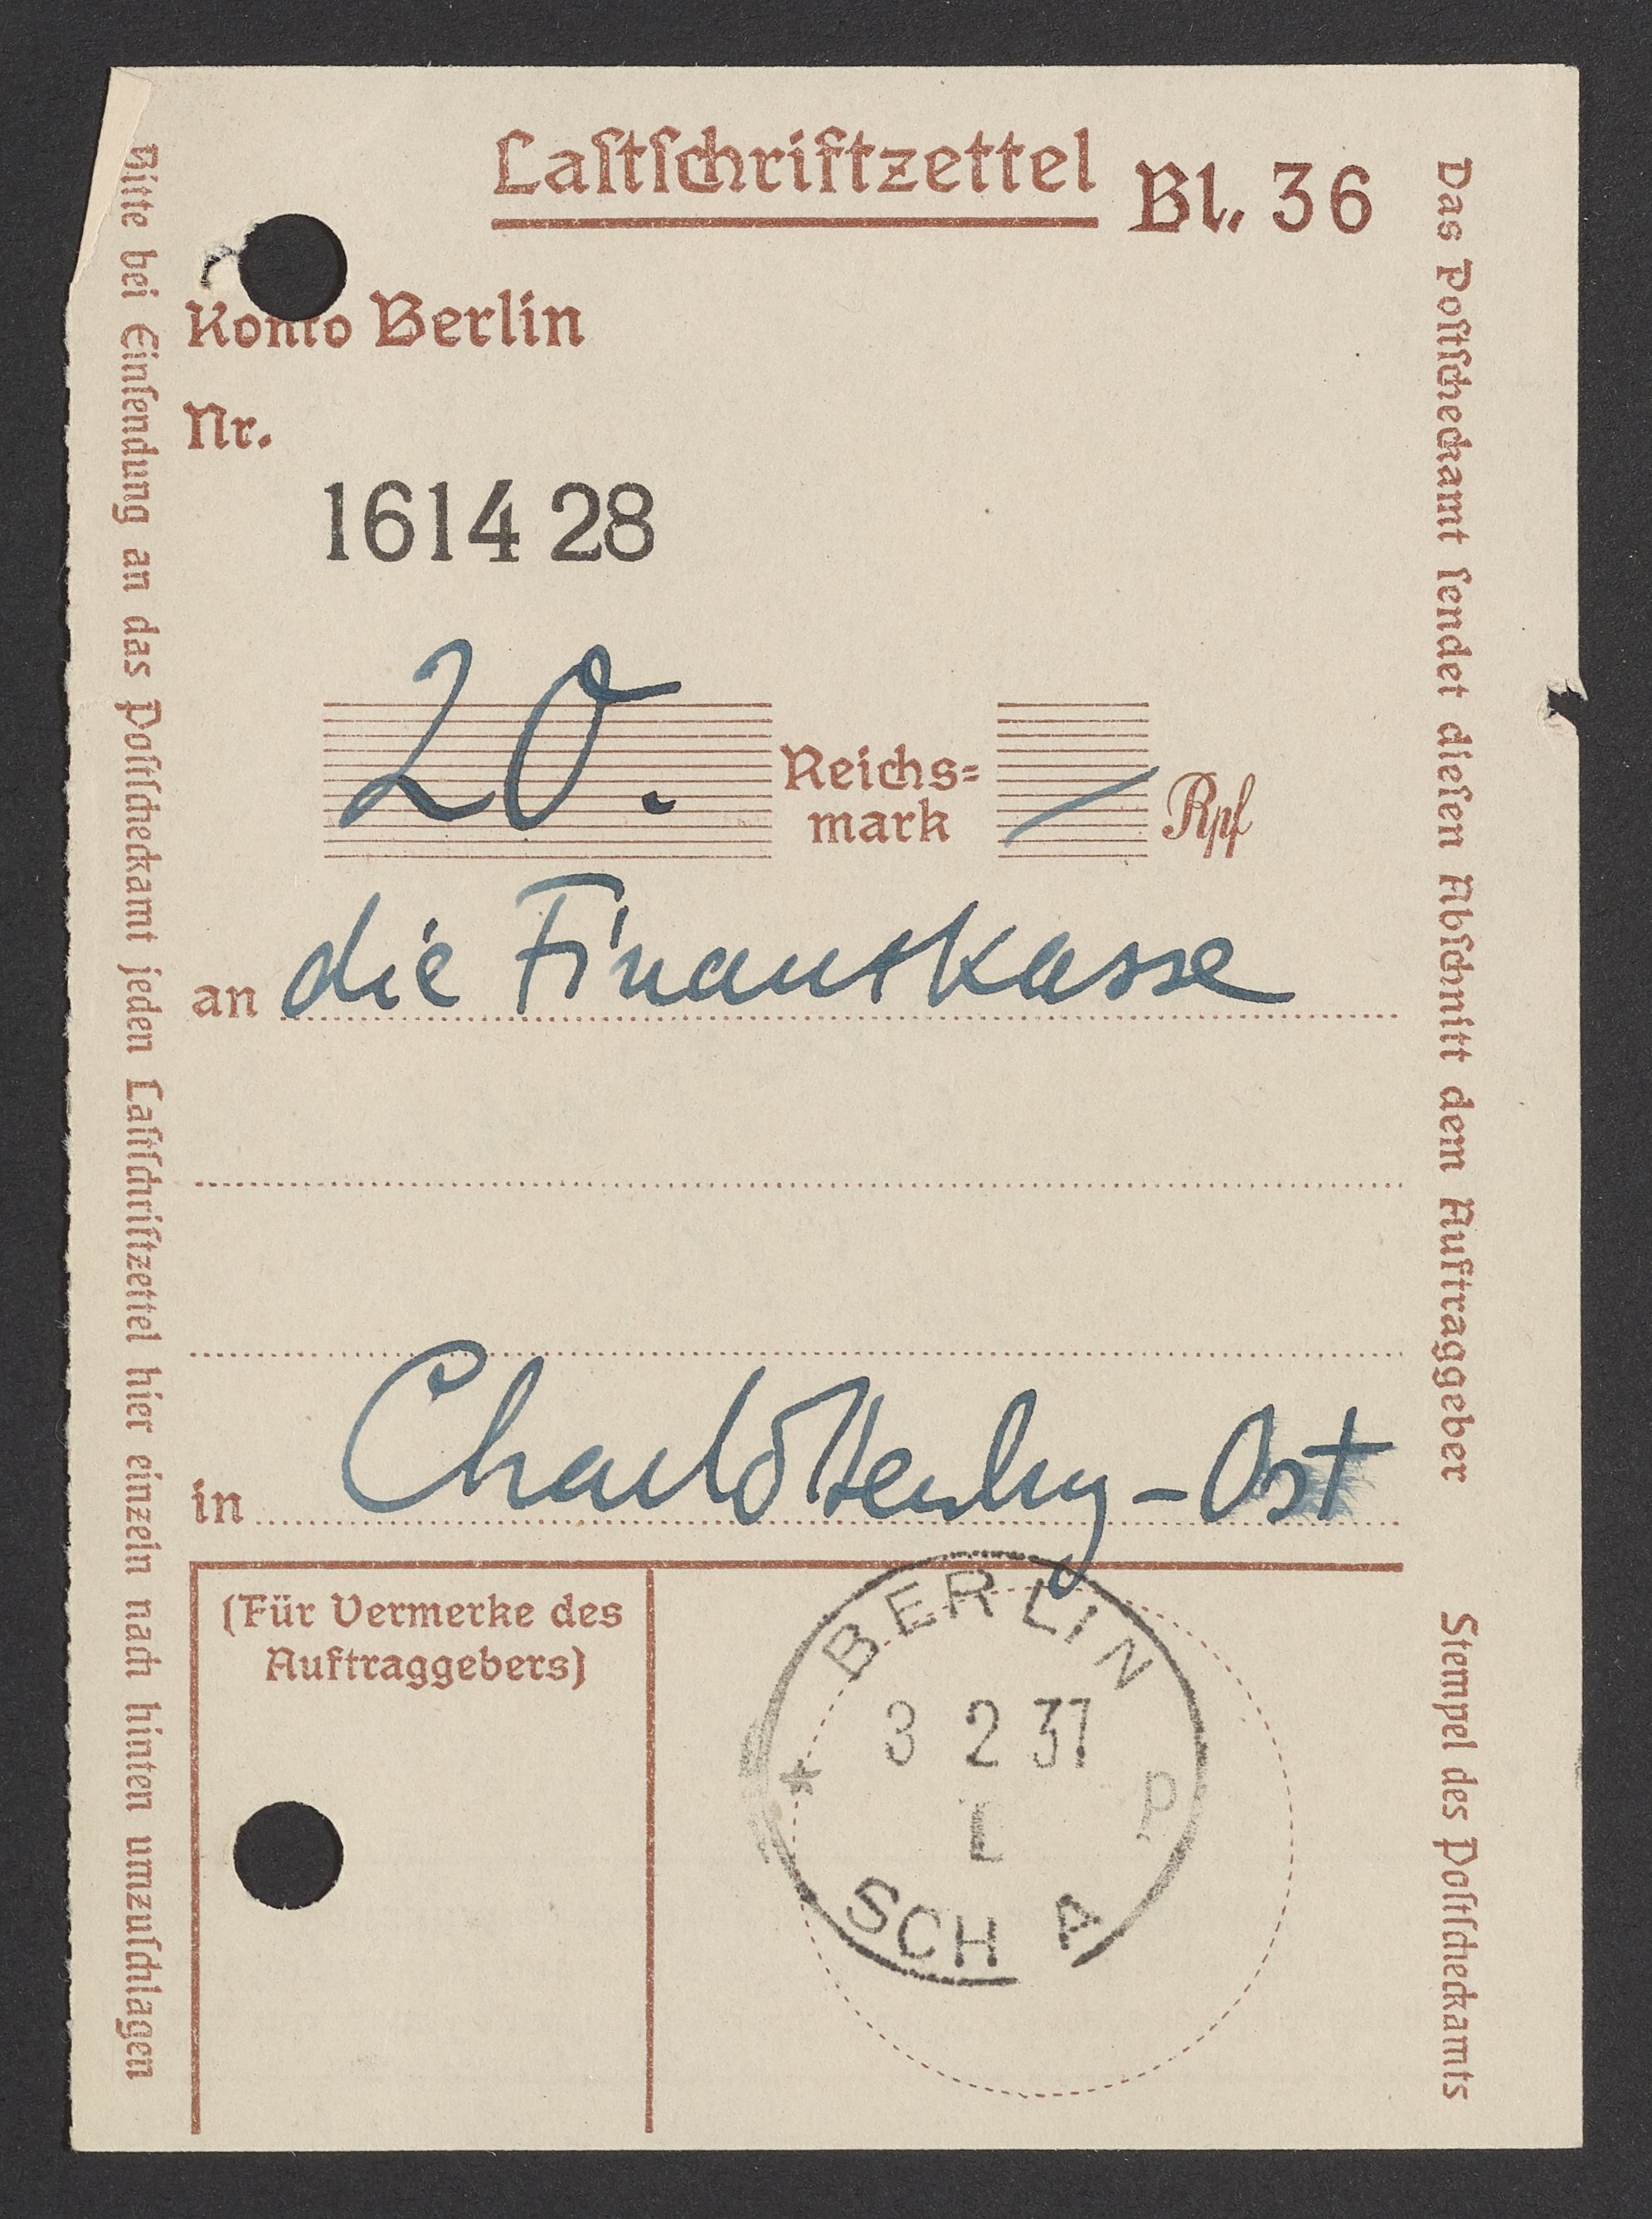 Lastschriftzettel Bl. 36
Konto Berlin
Nr.
1614 28
20. Reichs=
mark — Rpf
an die Finanzkasse
in Charlottenburg-Ost
(Für Vermerke des
Auftraggebers)
BERLIN
3 2 37
*
P
L
SCH A
Bitte bei Einsendung an das Postscheckamt jeden Lastschriftzettel hier einzeln nach hinten umzuschlagen
Das Postscheckamt sendet diesen Abschnitt dem Auftraggeber
Stempel des Postscheckamts